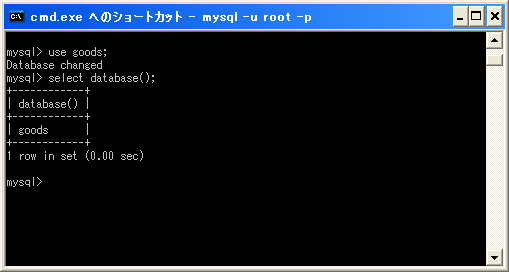 cmd.exe へのショートカット - mysql -u root -p
mysql> use goods;
Database changed
mysql> select database();
+------------+
| database() |
+------------+
| goods      |
+------------+
1 row in set (0.00 sec)
mysql>